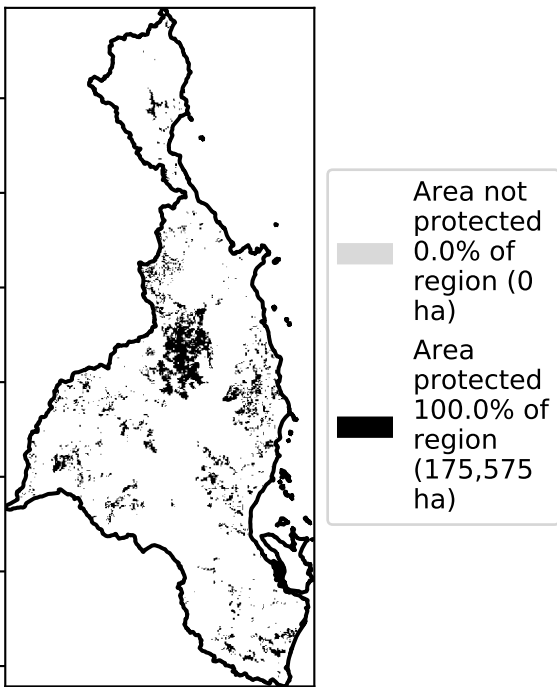 Area not
protected
0.0% of
region (0
ha)
Area
protected
100.0% of
region
(175,575
ha)